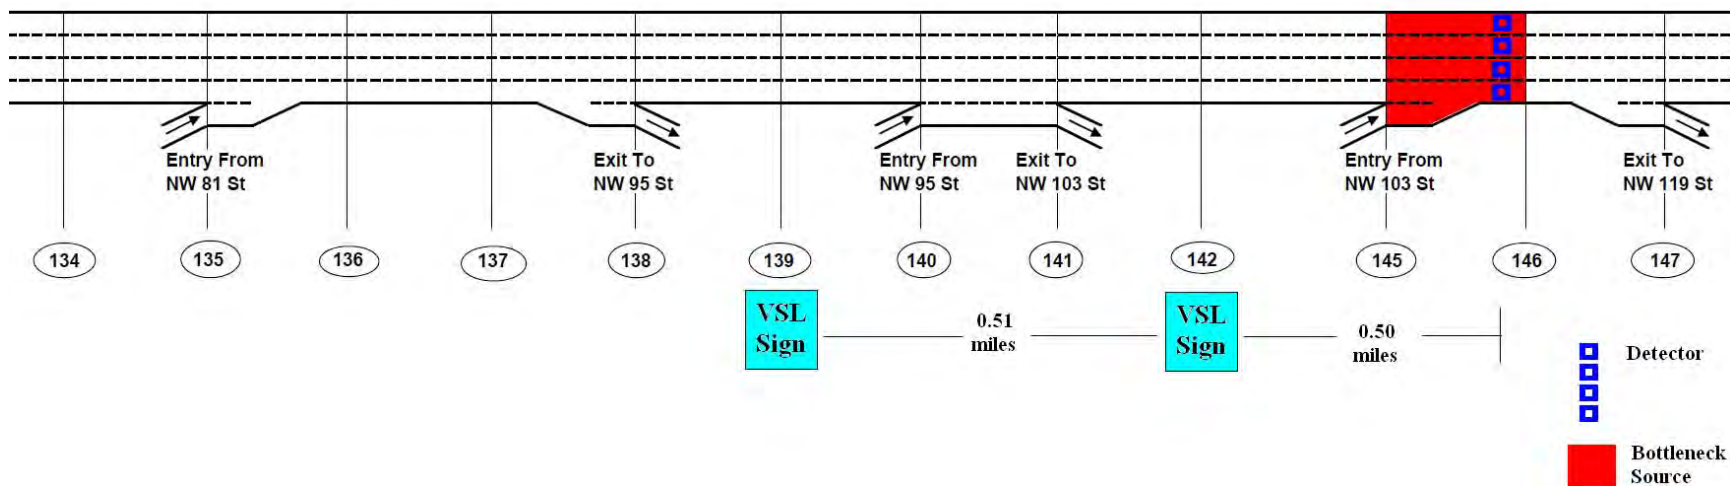 Entry From
NW 81 St
Exit To
NW 95 St
Entry From
NW 95 St
Exit To
NW 103 St
Entry From
NW 103 St
Exit To
NW 119 St
134
135
136
137
138
139
140
141
142
145
146
147
VSL
Sign
0.51
miles
VSL
Sign
0.50
miles
Detector
Bottleneck
Source